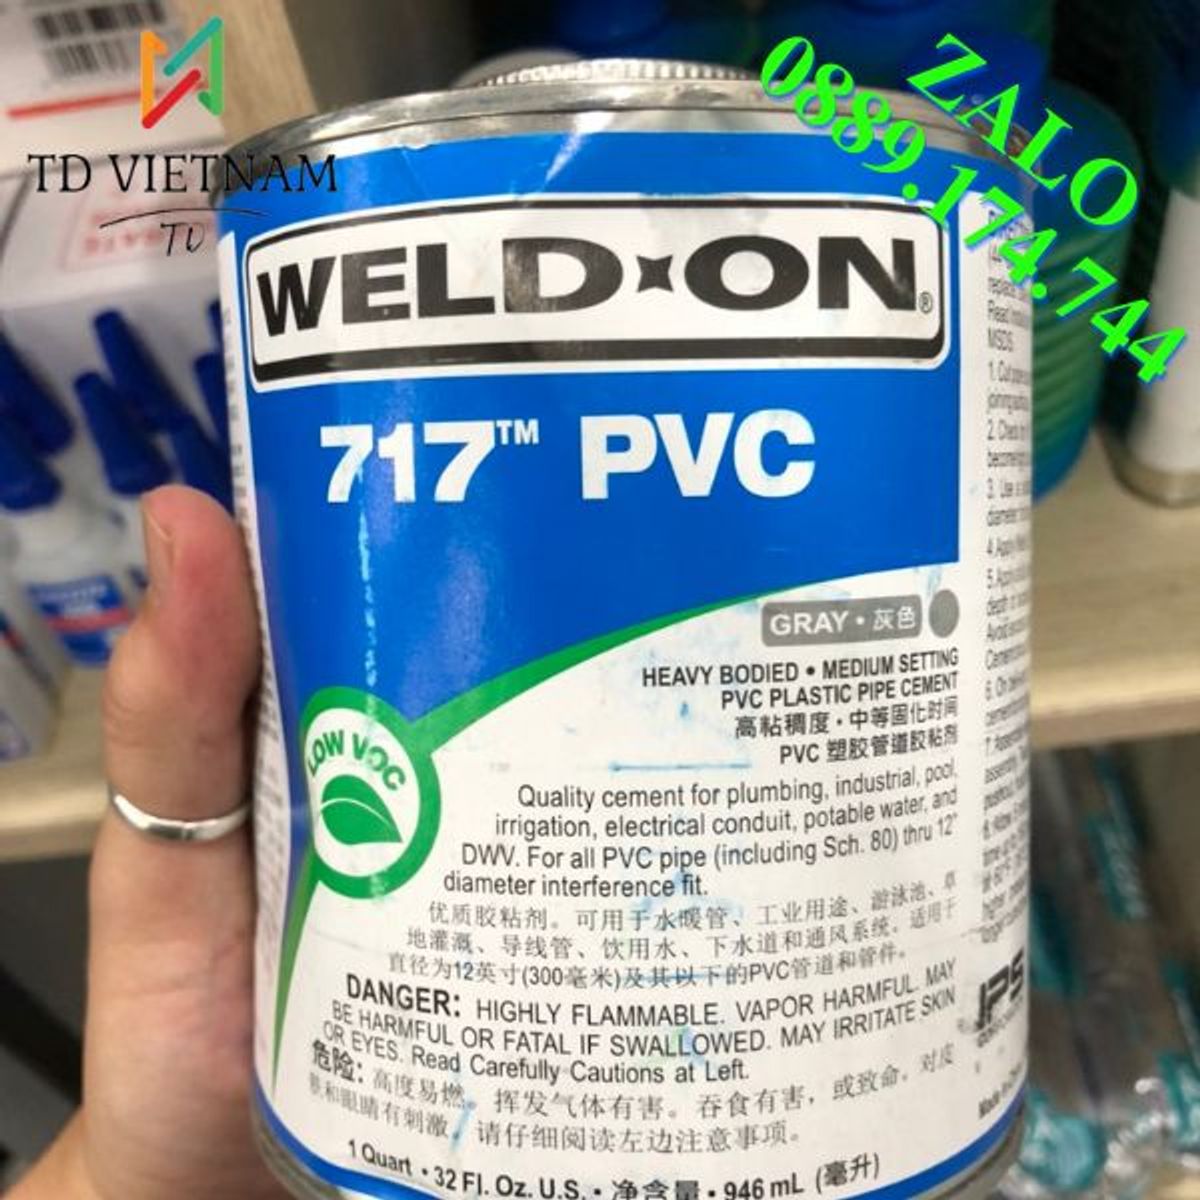 TD VIETNAM
TD
ZALO
0889.174.744
WELD-ON®
717™ PVC
GRAY • 灰色
HEAVY BODIED • MEDIUM SETTING
PVC PLASTIC PIPE CEMENT
高粘稠度・中等固化时间
PVC 塑胶管道胶粘剂
LOW VOC
Quality cement for plumbing, industrial, pool,
irrigation, electrical conduit, potable water, and
DWV. For all PVC pipe (including Sch. 80) thru 12"
diameter interference fit.
优质胶粘剂。可用于水暖管、工业用途、游泳池、草
地灌溉、导线管、饮用水、下水道和通风系统。适用于
直径为12英寸(300毫米)及其以下的PVC管道和管件。
DANGER: HIGHLY FLAMMABLE. VAPOR HARMFUL. MAY
BE HARMFUL OR FATAL IF SWALLOWED. MAY IRRITATE SKIN
OR EYES. Read Carefully Cautions at Left.
危险: 高度易燃。挥发气体有害。吞食有害，或致命。对皮
肤和眼睛有刺激，请仔细阅读左边注意事项。
1 Quart • 32 Fl. Oz. U.S. • 净含量 • 946 mL (毫升)
MSDS
IPS